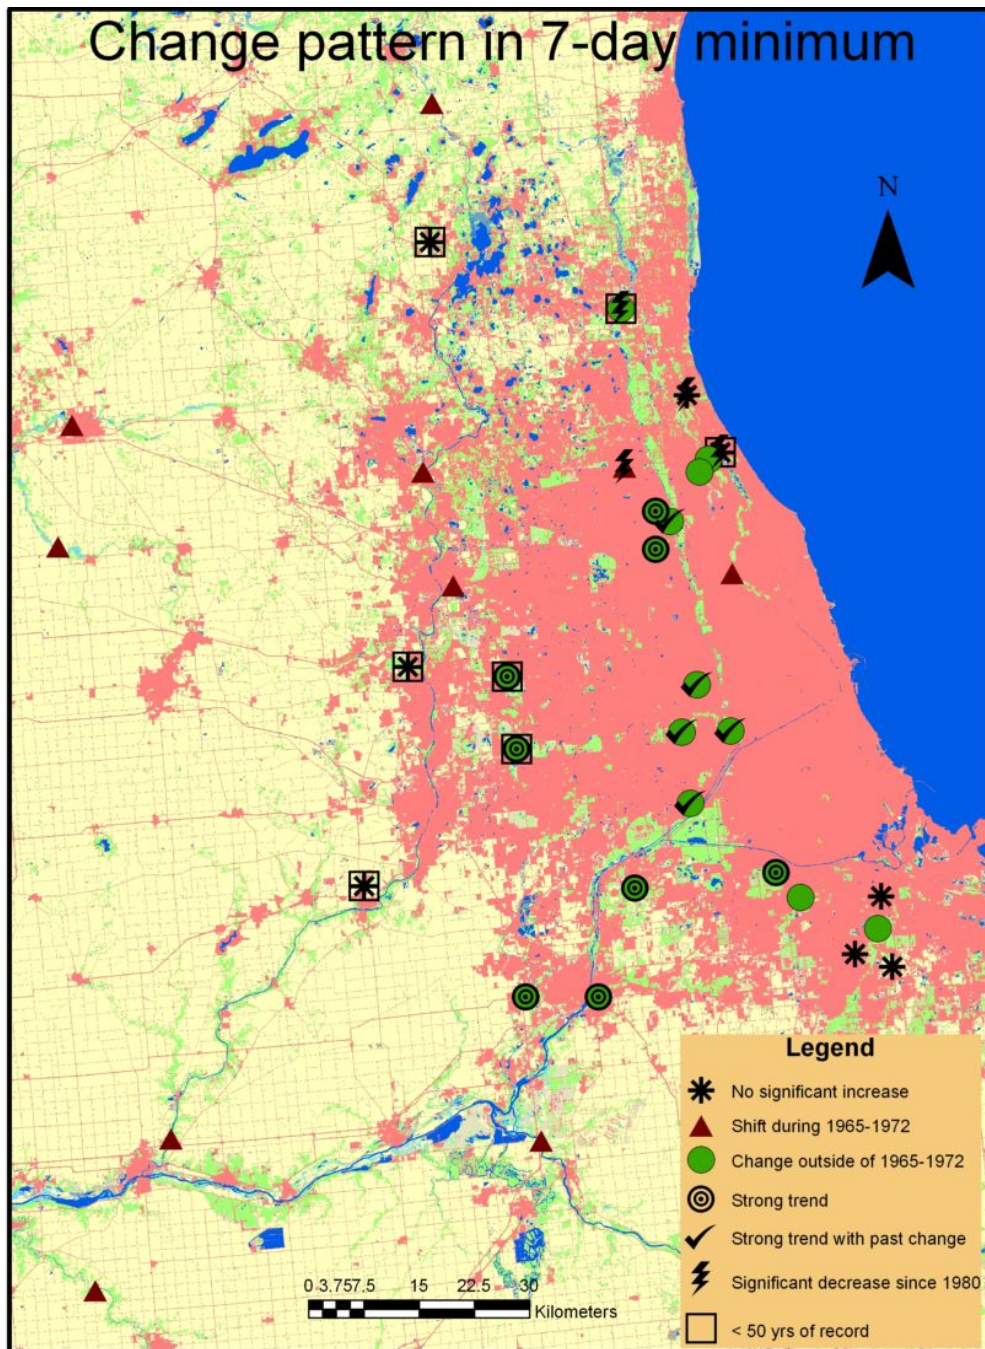 Change pattern in 7-day minimum
N
Legend
No significant increase
Shift during 1965-1972
Change outside of 1965-1972
Strong trend
Strong trend with past change
Significant decrease since 1980
< 50 yrs of record
0 3.75 7.5 15 22.5 30
Kilometers